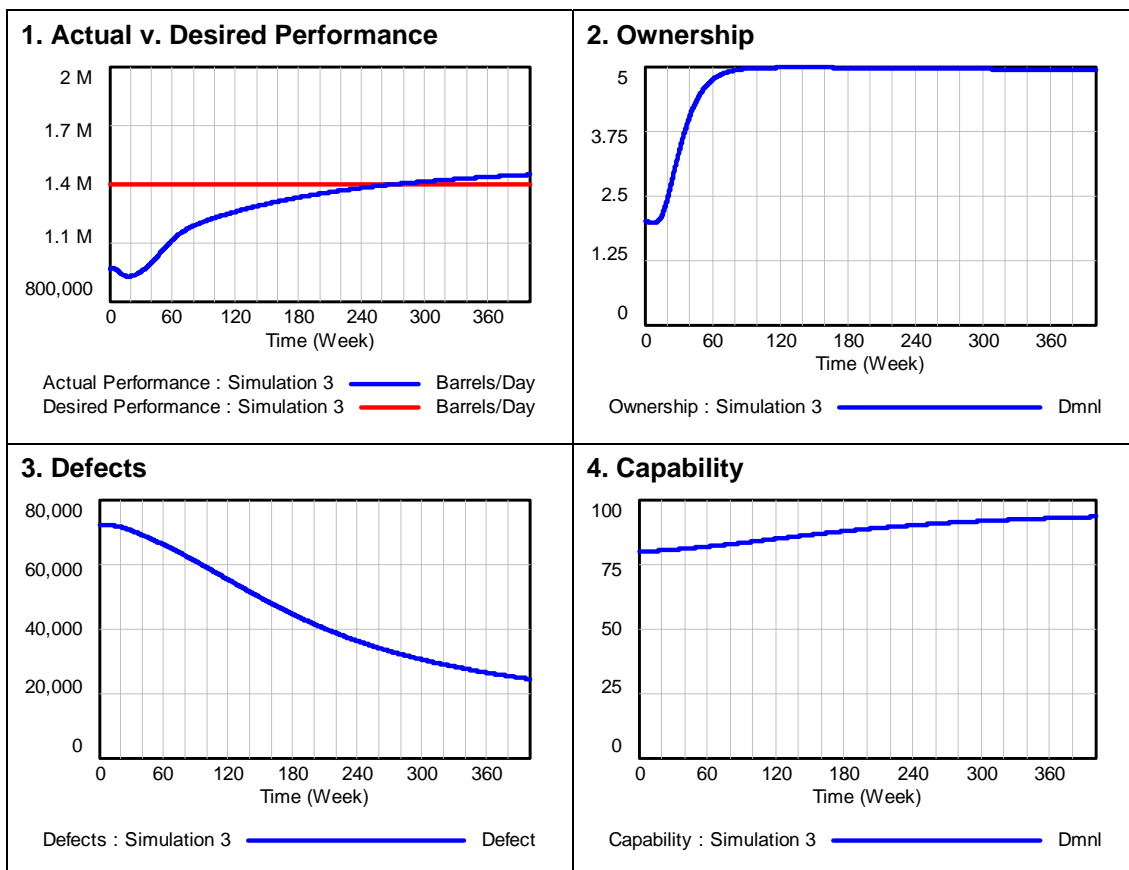 1. Actual v. Desired Performance
2 M
1.7 M
1.4 M
1.1 M
800,000
0 60 120 180 240 300 360
Time (Week)
Actual Performance : Simulation 3 Barrels/Day
Desired Performance : Simulation 3 Barrels/Day
2. Ownership
5
3.75
2.5
1.25
0
0 60 120 180 240 300 360
Time (Week)
Ownership : Simulation 3 Dmnl
3. Defects
80,000
60,000
40,000
20,000
0
0 60 120 180 240 300 360
Time (Week)
Defects : Simulation 3 Defect
4. Capability
100
75
50
25
0
0 60 120 180 240 300 360
Time (Week)
Capability : Simulation 3 Dmnl